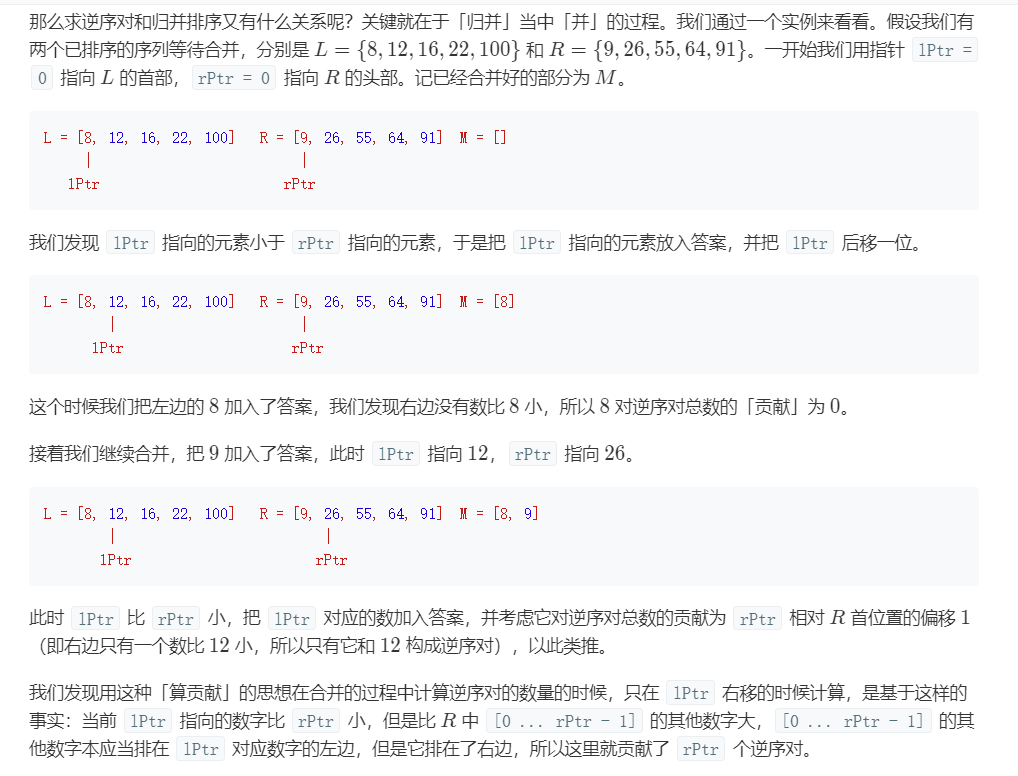 那么求逆序对和归并排序又有什么关系呢？关键就在于「归并」当中「并」的过程。我们通过一个实例来看看。假设我们有
两个已排序的序列等待合并，分别是 L = {8, 12, 16, 22, 100} 和 R = {9, 26, 55, 64, 91}。一开始我们用指针 lPtr =
0 指向 L 的首部，rPtr = 0 指向 R 的头部。记已经合并好的部分为 M。
L = [8, 12, 16, 22, 100]   R = [9, 26, 55, 64, 91]  M = []
|                          |
lPtr                       rPtr
我们发现 lPtr 指向的元素小于 rPtr 指向的元素，于是把 lPtr 指向的元素放入答案，并把 lPtr 后移一位。
L = [8, 12, 16, 22, 100]   R = [9, 26, 55, 64, 91]  M = [8]
|                       |
lPtr                     rPtr
这个时候我们把左边的 8 加入了答案，我们发现右边没有数比 8 小，所以 8 对逆序对总数的「贡献」为 0。
接着我们继续合并，把 9 加入了答案，此时 lPtr 指向 12，rPtr 指向 26。
L = [8, 12, 16, 22, 100]   R = [9, 26, 55, 64, 91]  M = [8, 9]
|                          |
lPtr                       rPtr
此时 lPtr 比 rPtr 小，把 lPtr 对应的数加入答案，并考虑它对逆序对总数的贡献为 rPtr 相对 R 首位置的偏移 1
（即右边只有一个数比 12 小，所以只有它和 12 构成逆序对），以此类推。
我们发现用这种「算贡献」的思想在合并的过程中计算逆序对的数量的时候，只在 lPtr 右移的时候计算，是基于这样的
事实：当前 lPtr 指向的数字比 rPtr 小，但是比 R 中 [0 ... rPtr - 1] 的其他数字大，[0 ... rPtr - 1] 的其
他数字本应当排在 lPtr 对应数字的左边，但是它排在了右边，所以这里就贡献了 rPtr 个逆序对。